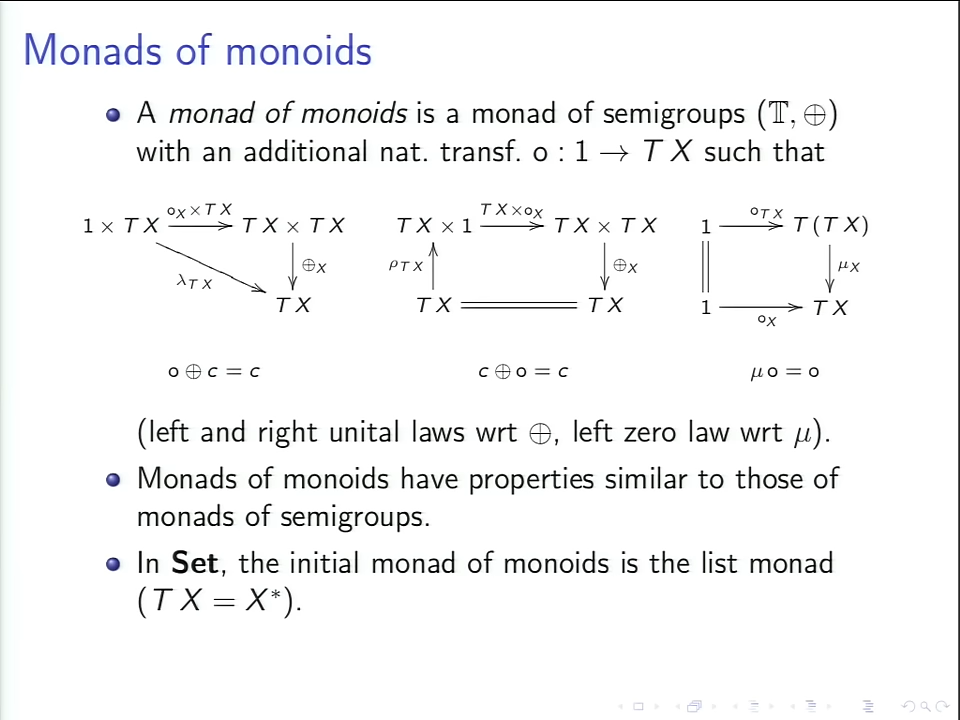 Monads of monoids
A monad of monoids is a monad of semigroups (𝕋, ⊕)
with an additional nat. transf. o : 1 → T X such that
1 × T X o_X × T X T X × T X T X × 1 T X × o_X T X × T X 1 o_{T X} T (T X)
λ_{T X} ⊕_X ρ_{T X} ⊕_X μ_X
T X T X T X 1 o_X T X
o ⊕ c = c c ⊕ o = c μ o = o
(left and right unital laws wrt ⊕, left zero law wrt μ).
Monads of monoids have properties similar to those of
monads of semigroups.
In Set, the initial monad of monoids is the list monad
(T X = X*).